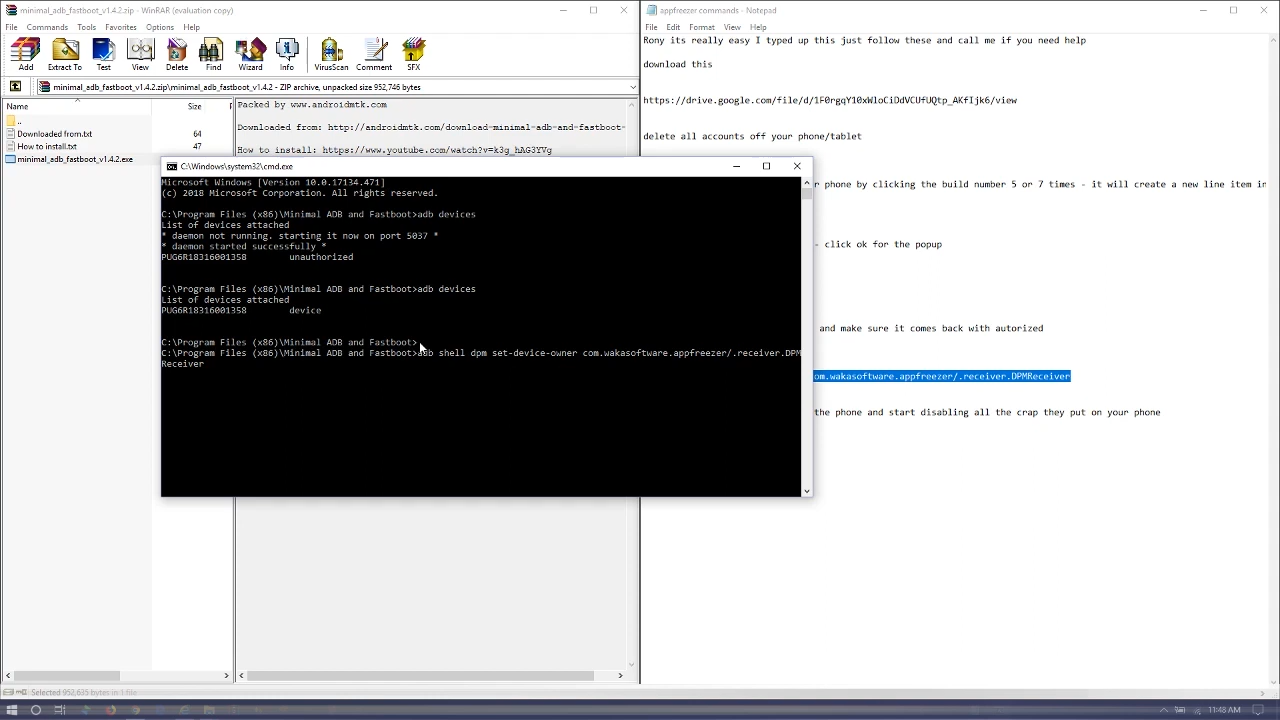 minimal_adb_fastboot_v1.4.2.zip - WinRAR (evaluation copy)
File Commands Tools Favorites Options Help
Add Extract To Test View Delete Find Wizard Info VirusScan Comment SFX
minimal_adb_fastboot_v1.4.2.zip\minimal_adb_fastboot_v1.4.2 - ZIP archive, unpacked size 952,746 bytes
Name Size
..
Downloaded from.txt 64
How to install.txt 47
minimal_adb_fastboot_v1.4.2.exe
Packed by www.androidmtk.com
Downloaded from: http://androidmtk.com/download-minimal-adb-and-fastboot-
How to install: https://www.youtube.com/watch?v=k3g_hAG3YVg
C:\Windows\system32\cmd.exe
Microsoft Windows [Version 10.0.17134.471]
(c) 2018 Microsoft Corporation. All rights reserved.
C:\Program Files (x86)\Minimal ADB and Fastboot>adb devices
List of devices attached
* daemon not running. starting it now on port 5037 *
* daemon started successfully *
PUG6R18316001358 unauthorized
C:\Program Files (x86)\Minimal ADB and Fastboot>adb devices
List of devices attached
PUG6R18316001358 device
C:\Program Files (x86)\Minimal ADB and Fastboot>
C:\Program Files (x86)\Minimal ADB and Fastboot>adb shell dpm set-device-owner com.wakasoftware.appfreezer/.receiver.DPM
Receiver
appfreezer commands - Notepad
File Edit Format View Help
Rony its really easy I typed up this just follow these and call me if you need help
download this
https://drive.google.com/file/d/1F0rgqY10xWloCiDdVCUfUQtp_AKfIjk6/view
delete all accounts off your phone/tablet
r phone by clicking the build number 5 or 7 times - it will create a new line item in
- click ok for the popup
and make sure it comes back with autorized
om.wakasoftware.appfreezer/.receiver.DPMReceiver
the phone and start disabling all the crap they put on your phone
Selected 952,635 bytes in 1 file
11:48 AM